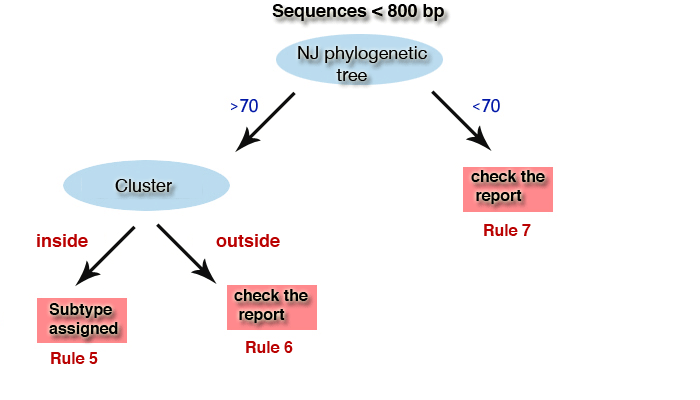 Sequences < 800 bp
NJ phylogenetic
tree
>70
<70
Cluster
check the
report
Rule 7
inside
outside
Subtype
assigned
Rule 5
check the
report
Rule 6